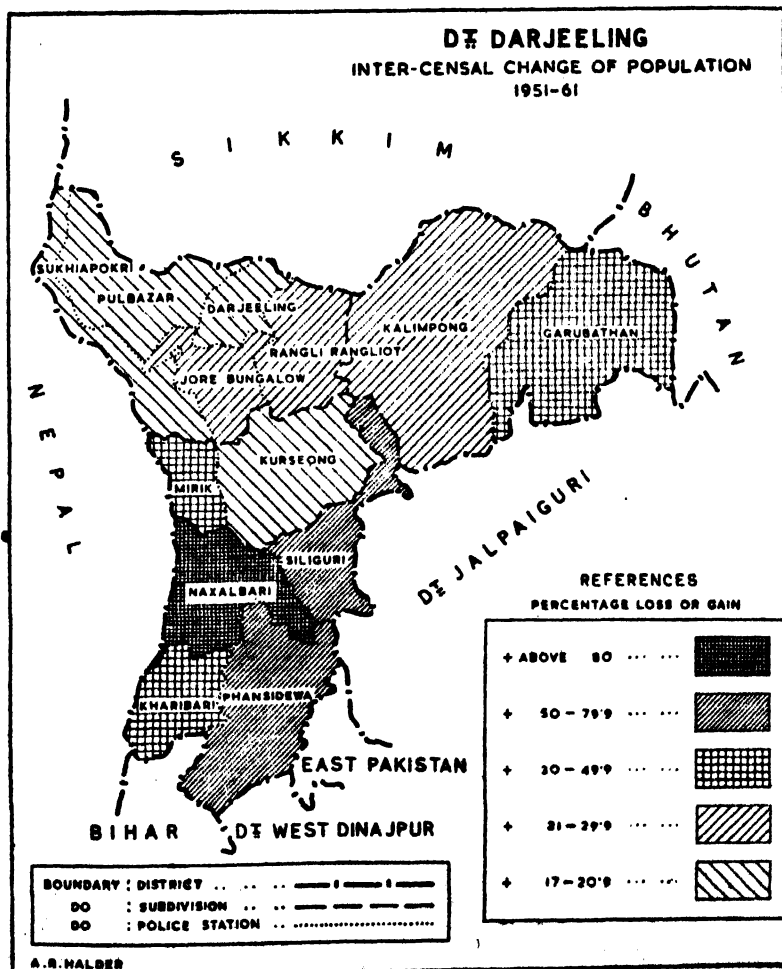 DT. DARJEELING
INTER-CENSAL CHANGE OF POPULATION
1951-61
SIKKIM
BHUTAN
NEPAL
SUKHIAPOKRI
PULBAZAR
DARJEELING
KALIMPONG
GARUBATHAN
RANGLI RANGLIOT
JORE BUNGALOW
KURSEONG
MIRIK
SILIGURI
NAXALBARI
DT. JALPAIGURI
KHARIBARI
PHANSIDEWA
EAST PAKISTAN
BIHAR
DT. WEST DINAJPUR
REFERENCES
PERCENTAGE LOSS OR GAIN
+ ABOVE 80 ... ...
+ 50-79.9 ... ...
+ 30-49.9 ... ...
+ 21-29.9 ... ...
+ 17-20.9 ... ...
BOUNDARY : DISTRICT .. .. ..
DO : SUBDIVISION .. ..
DO : POLICE STATION ..
A.R. HALDER